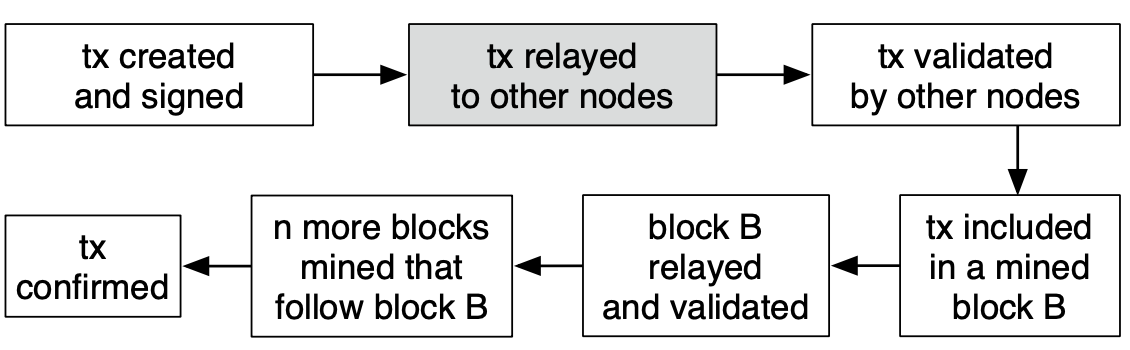 tx created
and signed
tx relayed
to other nodes
tx validated
by other nodes
tx included
in a mined
block B
block B
relayed
and validated
n more blocks
mined that
follow block B
tx
confirmed